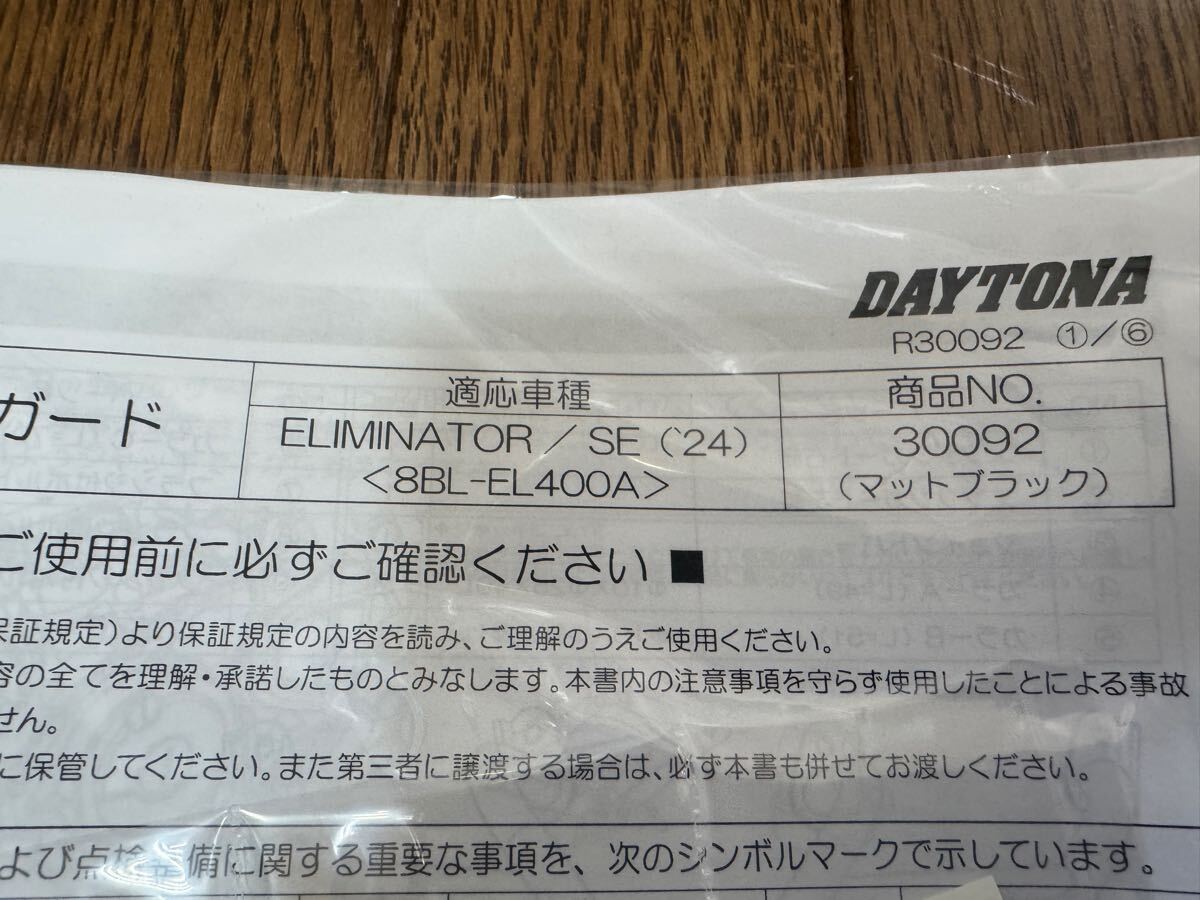 DAYTONA
R30092 ①/⑥
ガード
適応車種
商品NO.
ELIMINATOR/SE(`24)
<8BL-EL400A>
30092
(マットブラック)
ご使用前に必ずご確認ください■
保証規定)より保証規定の内容を読み、ご理解のうえご使用ください。
容の全てを理解・承諾したものとみなします。本書内の注意事項を守らず使用したことによる事故
せん。
に保管してください。また第三者に譲渡する場合は、必ず本書も併せてお渡しください。
および点検整備に関する重要な事項を、次のシンボルマークで示しています。